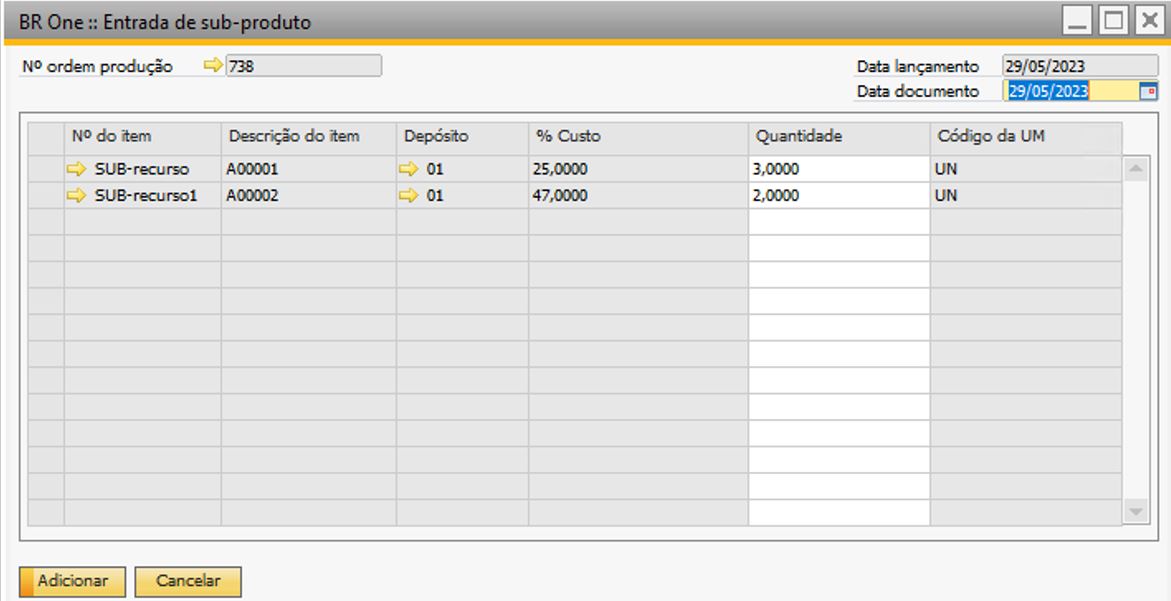 BR One :: Entrada de sub-produto
Nº ordem produção 738 Data lançamento 29/05/2023
Data documento 29/05/2023
Nº do item Descrição do item Depósito % Custo Quantidade Código da UM
SUB-recurso A00001 01 25,0000 3,0000 UN
SUB-recurso1 A00002 01 47,0000 2,0000 UN
Adicionar Cancelar